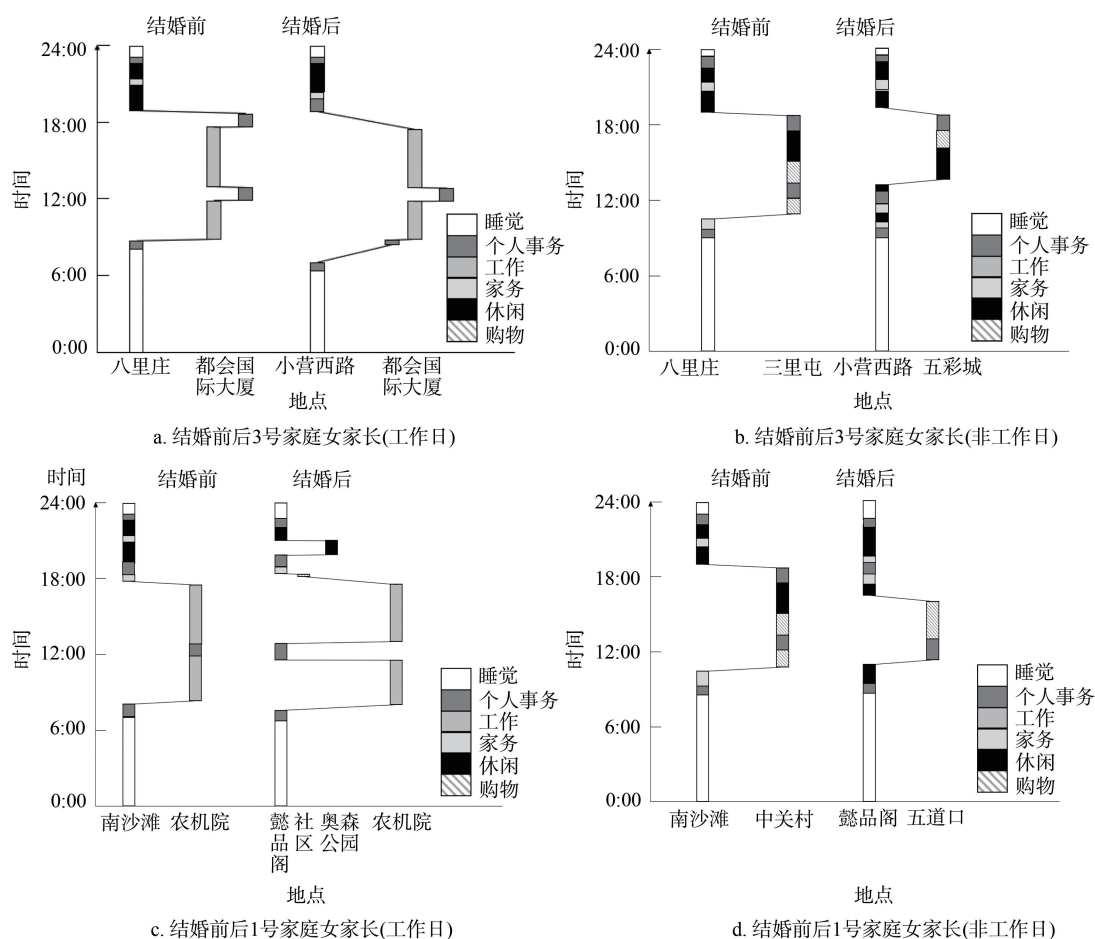 结婚前 结婚后
24:00
18:00
12:00
6:00
0:00
时间
睡觉
个人事务
工作
家务
休闲
购物
八里庄 都会国际大厦 小营西路 都会国际大厦
地点
a. 结婚前后3号家庭女家长(工作日)
结婚前 结婚后
24:00
18:00
12:00
6:00
0:00
时间
睡觉
个人事务
工作
家务
休闲
购物
八里庄 三里屯 小营西路 五彩城
地点
b. 结婚前后3号家庭女家长(非工作日)
时间 结婚前 结婚后
24:00
18:00
12:00
6:00
0:00
时间
睡觉
个人事务
工作
家务
休闲
购物
南沙滩 农机院 懿品阁 社区 奥森公园 农机院
地点
c. 结婚前后1号家庭女家长(工作日)
结婚前 结婚后
24:00
18:00
12:00
6:00
0:00
时间
睡觉
个人事务
工作
家务
休闲
购物
南沙滩 中关村 懿品阁 五道口
地点
d. 结婚前后1号家庭女家长(非工作日)